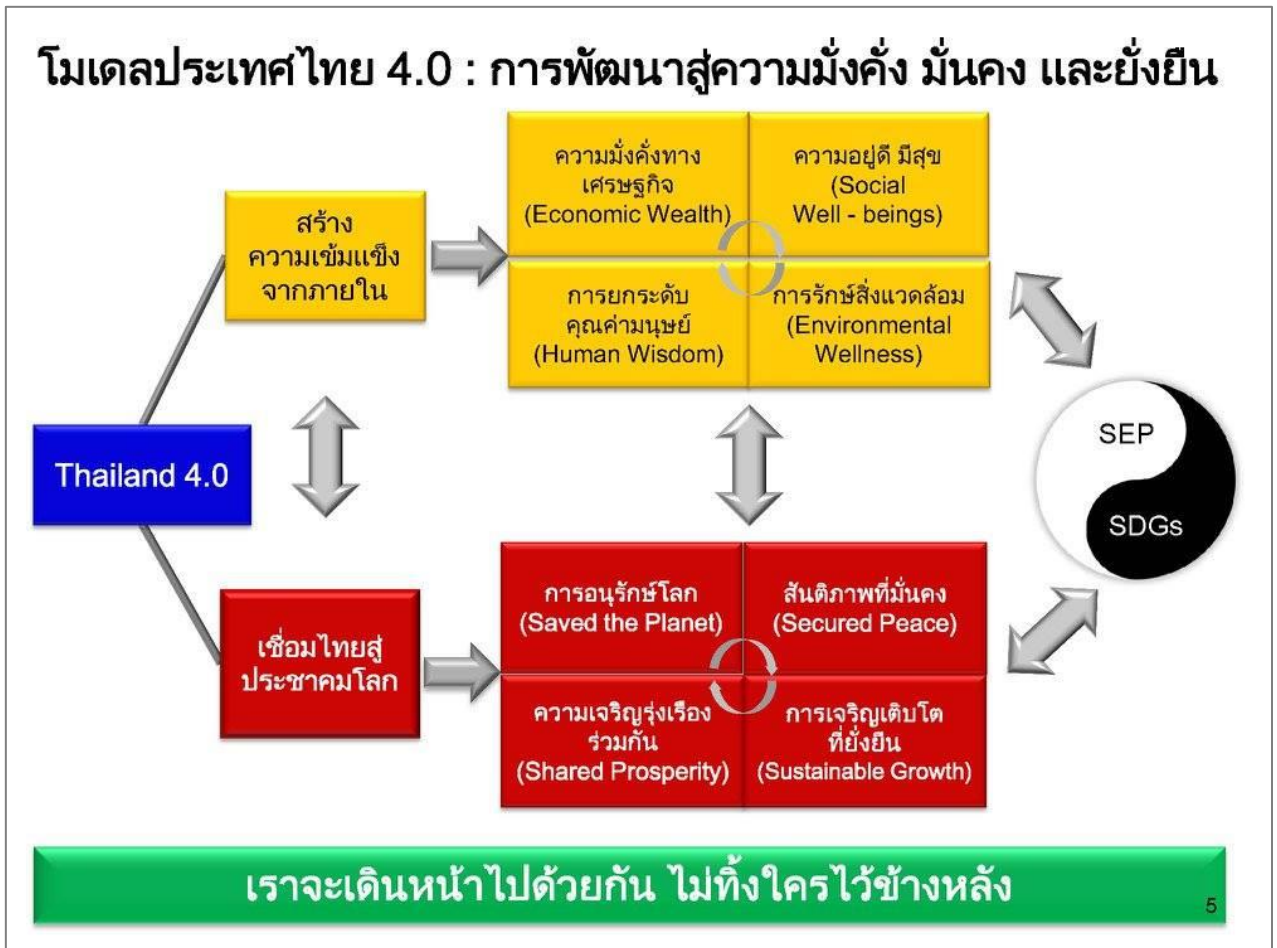 โมเดลประเทศไทย 4.0 : การพัฒนาสู่ความมั่งคั่ง มั่นคง และยั่งยืน
สร้าง
ความเข้มแข็ง
จากภายใน
ความมั่งคั่งทาง
เศรษฐกิจ
(Economic Wealth)
ความอยู่ดี มีสุข
(Social
Well - beings)
การยกระดับ
คุณค่ามนุษย์
(Human Wisdom)
การรักษ์สิ่งแวดล้อม
(Environmental
Wellness)
Thailand 4.0
SEP
SDGs
เชื่อมไทยสู่
ประชาคมโลก
การอนุรักษ์โลก
(Saved the Planet)
สันติภาพที่มั่นคง
(Secured Peace)
ความเจริญรุ่งเรือง
ร่วมกัน
(Shared Prosperity)
การเจริญเติบโต
ที่ยั่งยืน
(Sustainable Growth)
เราจะเดินหน้าไปด้วยกัน ไม่ทิ้งใครไว้ข้างหลัง
5